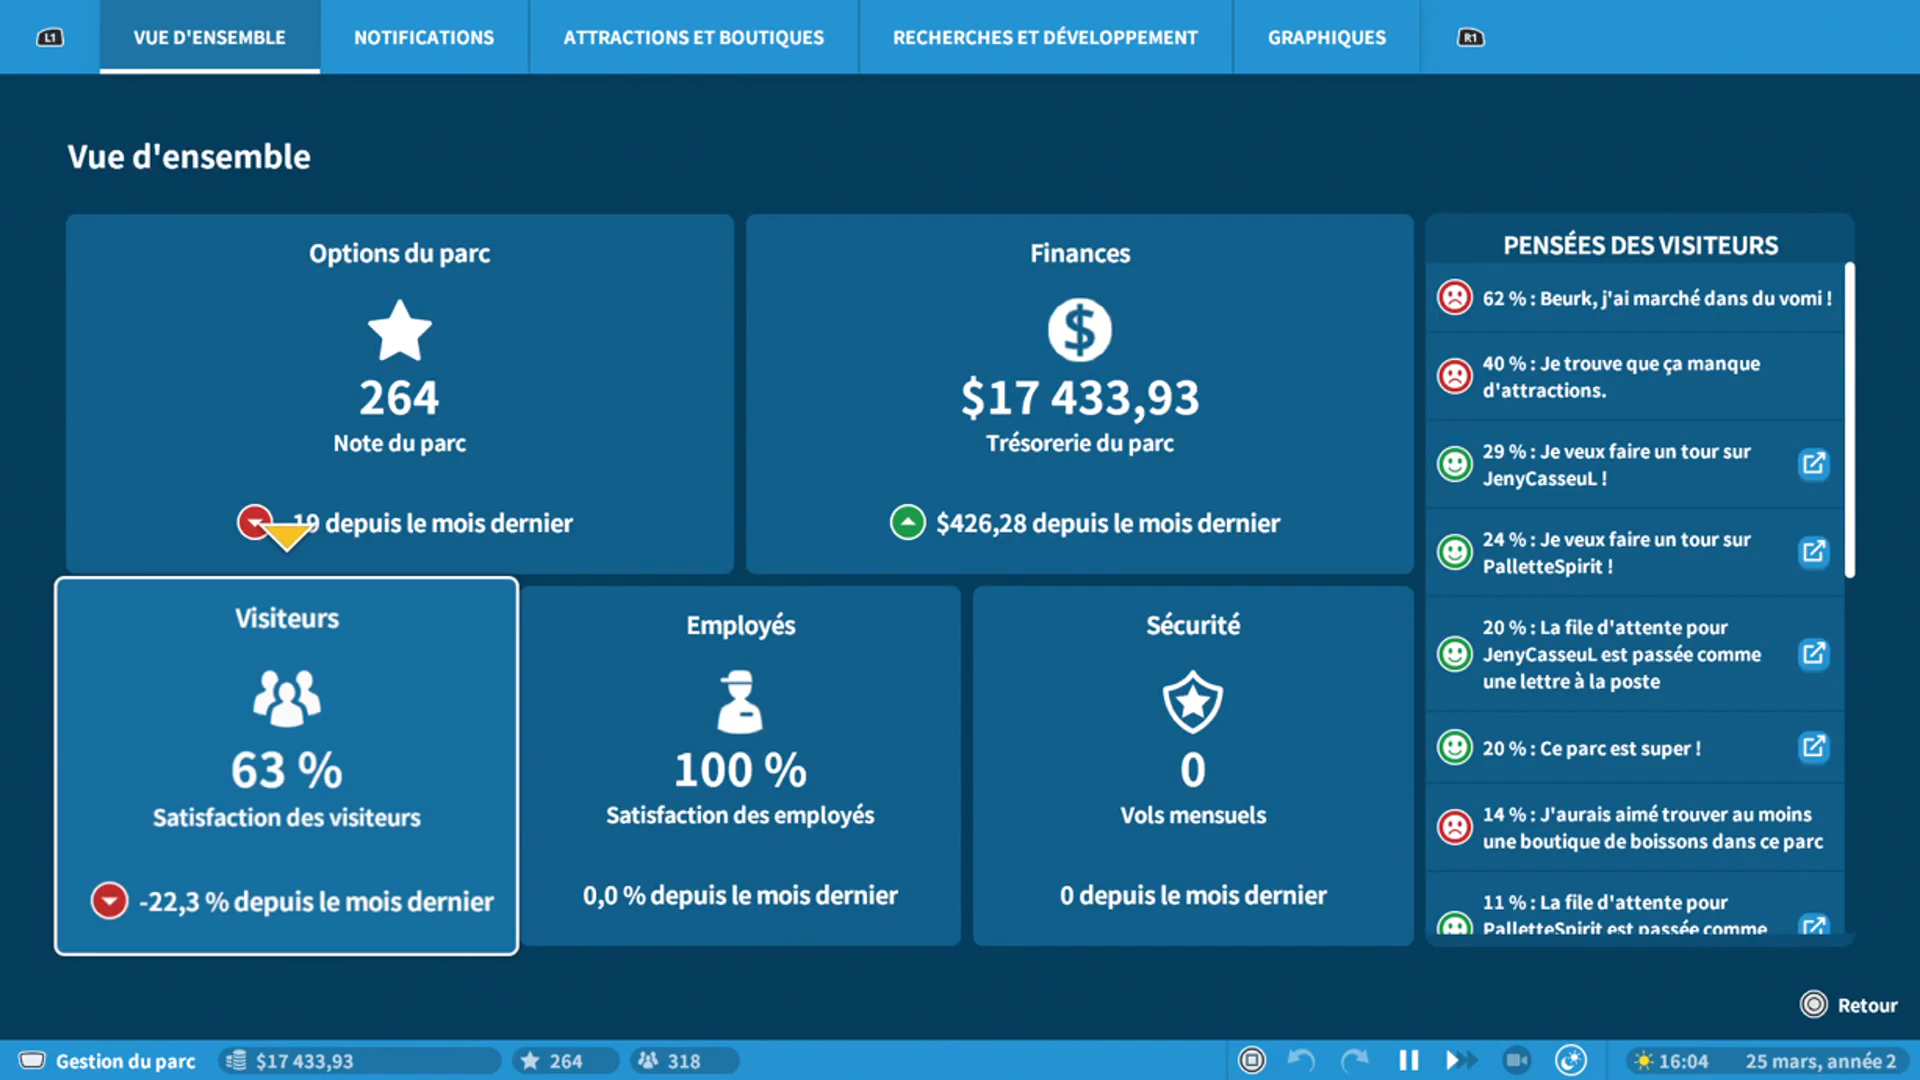 L1
VUE D'ENSEMBLE
NOTIFICATIONS
ATTRACTIONS ET BOUTIQUES
RECHERCHES ET DÉVELOPPEMENT
GRAPHIQUES
R1
Vue d'ensemble
Options du parc
264
Note du parc
19 depuis le mois dernier
Finances
$
$17 433,93
Trésorerie du parc
$426,28 depuis le mois dernier
Visiteurs
63 %
Satisfaction des visiteurs
-22,3 % depuis le mois dernier
Employés
100 %
Satisfaction des employés
0,0 % depuis le mois dernier
Sécurité
0
Vols mensuels
0 depuis le mois dernier
PENSÉES DES VISITEURS
62 % : Beurk, j'ai marché dans du vomi !
40 % : Je trouve que ça manque
d'attractions.
29 % : Je veux faire un tour sur
JenyCasseuL !
24 % : Je veux faire un tour sur
PalletteSpirit !
20 % : La file d'attente pour
JenyCasseuL est passée comme
une lettre à la poste
20 % : Ce parc est super !
14 % : J'aurais aimé trouver au moins
une boutique de boissons dans ce parc
11 % : La file d'attente pour
PalletteSpirit est passée comme
Retour
Gestion du parc
$17 433,93
264
318
16:04
25 mars, année 2